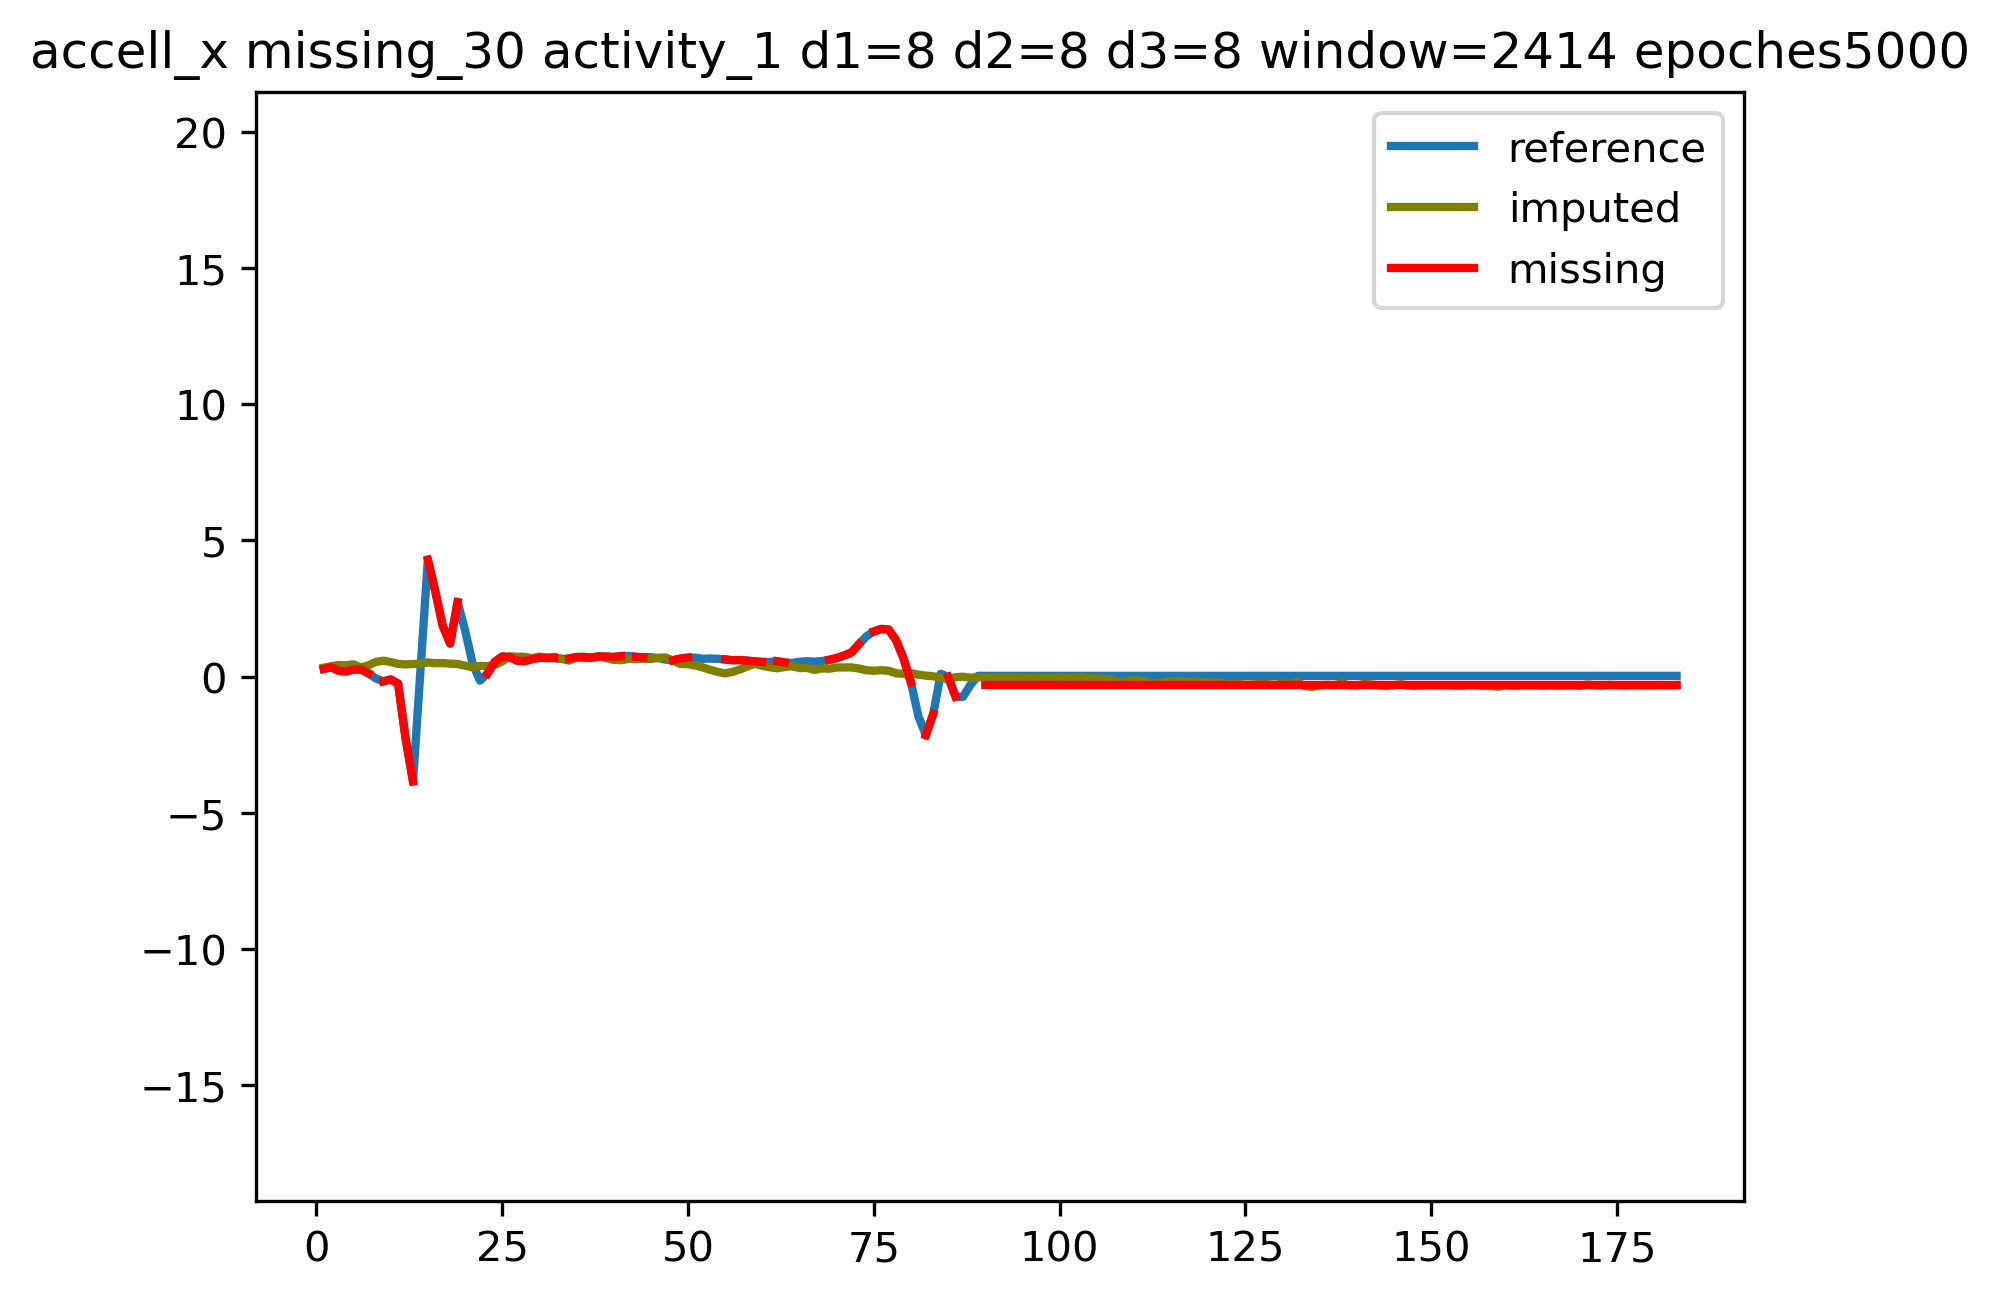 accell_x missing_30 activity_1 d1=8 d2=8 d3=8 window=2414 epoches5000
reference
imputed
missing
20
15
10
5
0
−5
−10
−15
0 25 50 75 100 125 150 175